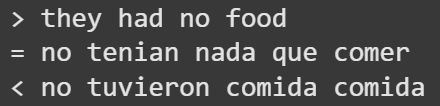 > they had no food
= no tenian nada que comer
< no tuvieron comida comida